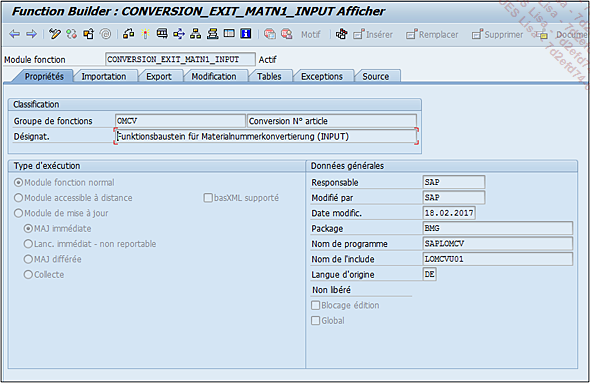 Function Builder : CONVERSION_EXIT_MATN1_INPUT Afficher
Motif Insérer Remplacer Supprimer
Module fonction CONVERSION_EXIT_MATN1_INPUT Actif
Propriétés Importation Export Modification Tables Exceptions Source
Classification
Groupe de fonctions OMCV Conversion N° article
Désignat. Funktionsbaustein für Materialnummerkonvertierung (INPUT)
Type d'exécution
Module fonction normal
Module accessible à distance basXML supporté
Module de mise à jour
MAJ immédiate
Lanc. immédiat - non reportable
MAJ différée
Collecte
Données générales
Responsable SAP
Modifié par SAP
Date modific. 18.02.2017
Package BMG
Nom de programme SAPLOMCV
Nom de l'include LOMCVU01
Langue d'origine DE
Non libéré
Blocage édition
Global